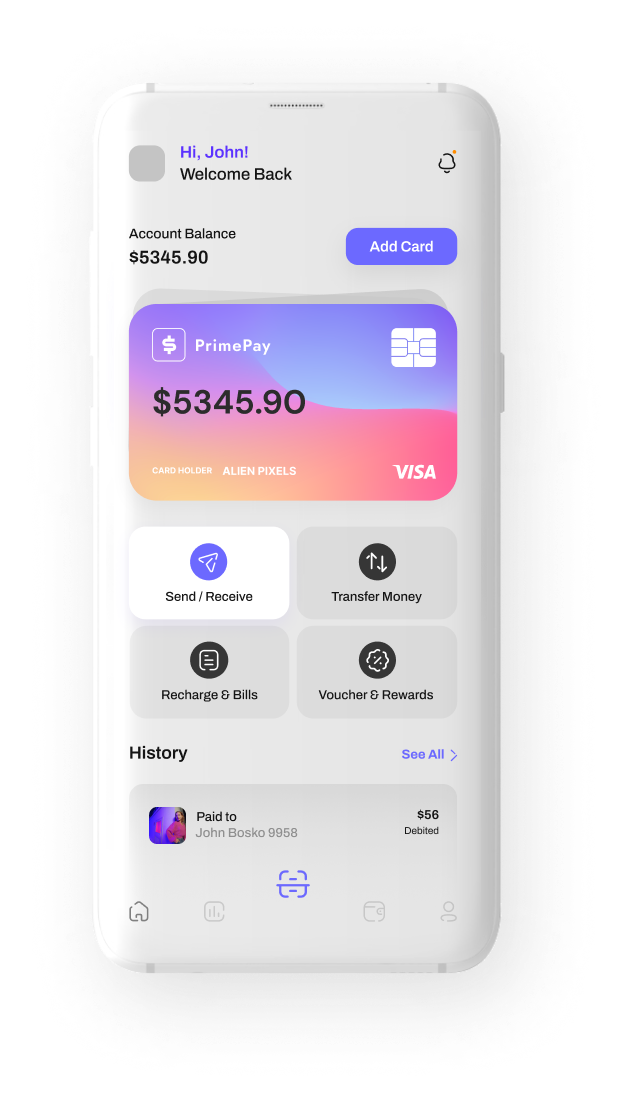 Hi, John!
Welcome Back
Account Balance
$5345.90
Add Card
PrimePay
$5345.90
CARD HOLDER ALIEN PIXELS
VISA
Send / Receive
Transfer Money
Recharge & Bills
Voucher & Rewards
History
See All
Paid to
John Bosko 9958
$56
Debited